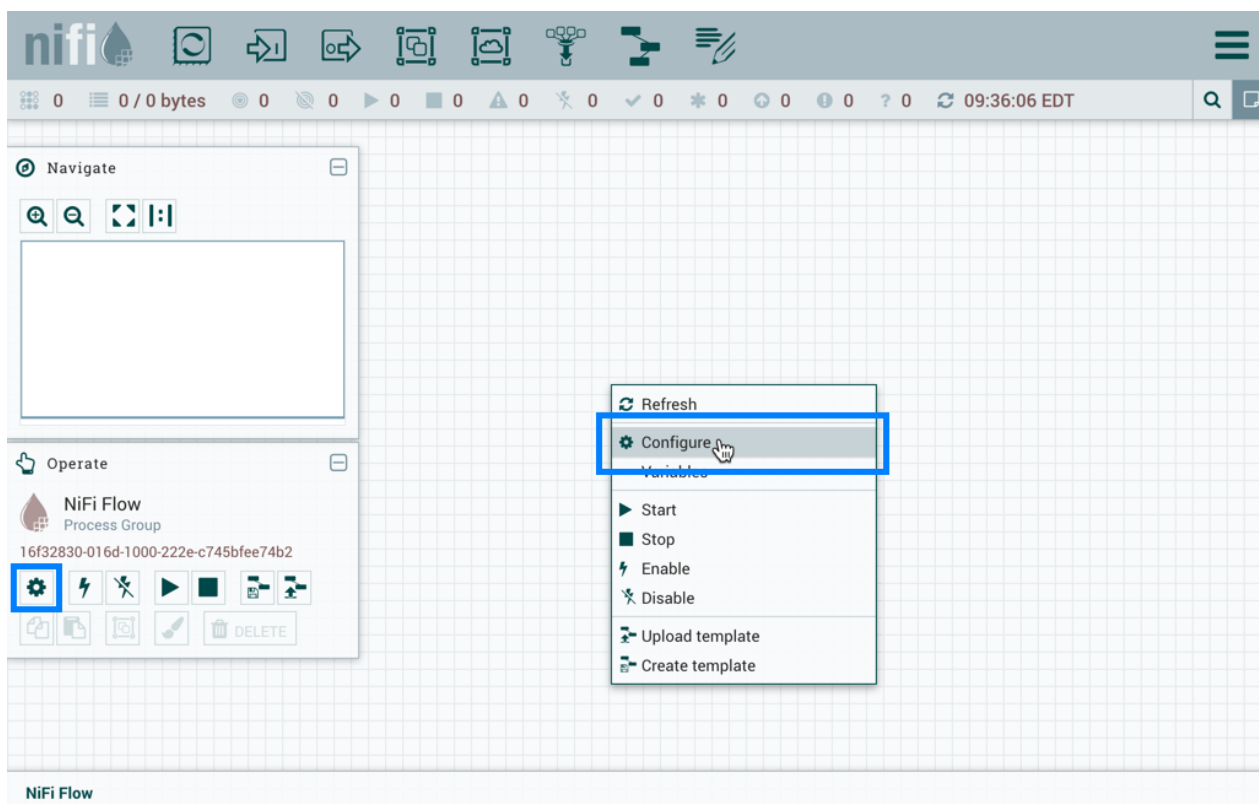 nifi
0 0 / 0 bytes 0 0 0 0 0 0 0 0 0 0 ? 0 09:36:06 EDT
Navigate
Operate
NiFi Flow
Process Group
16f32830-016d-1000-222e-c745bfee74b2
DELETE
Refresh
Configure
Variables
Start
Stop
Enable
Disable
Upload template
Create template
NiFi Flow